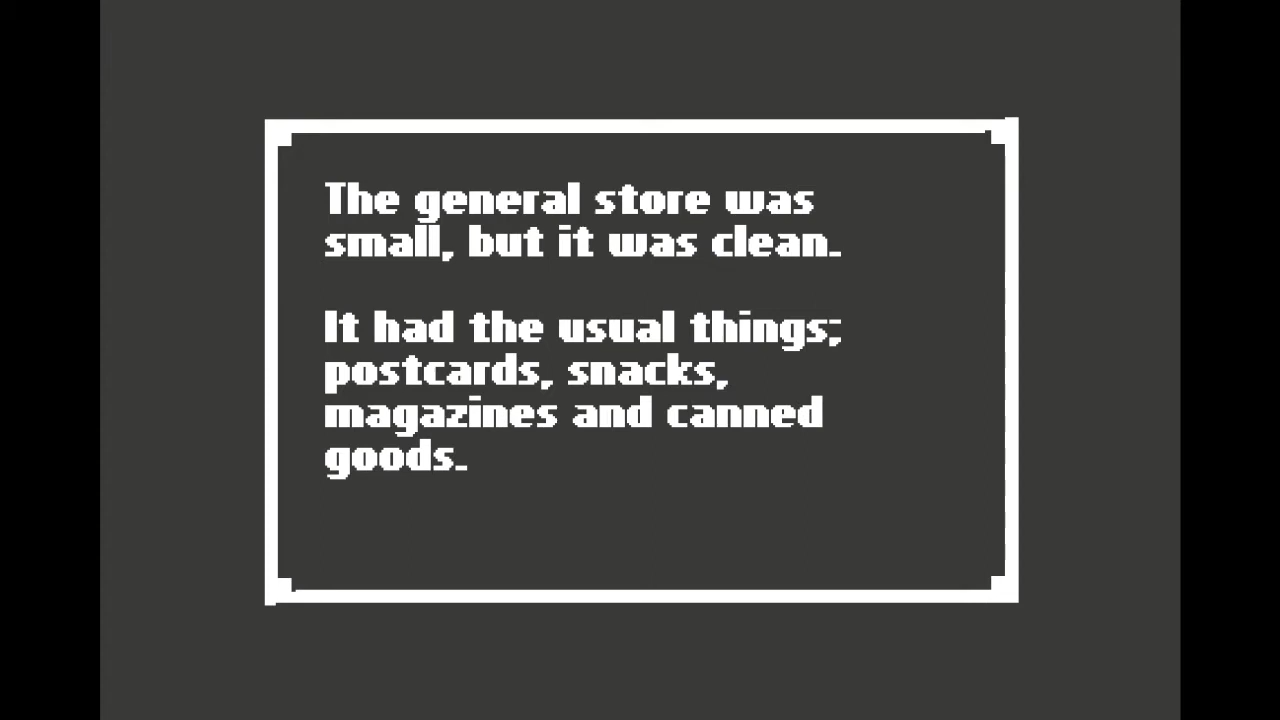 The general store was
small, but it was clean.
It had the usual things;
postcards, snacks,
magazines and canned
goods.